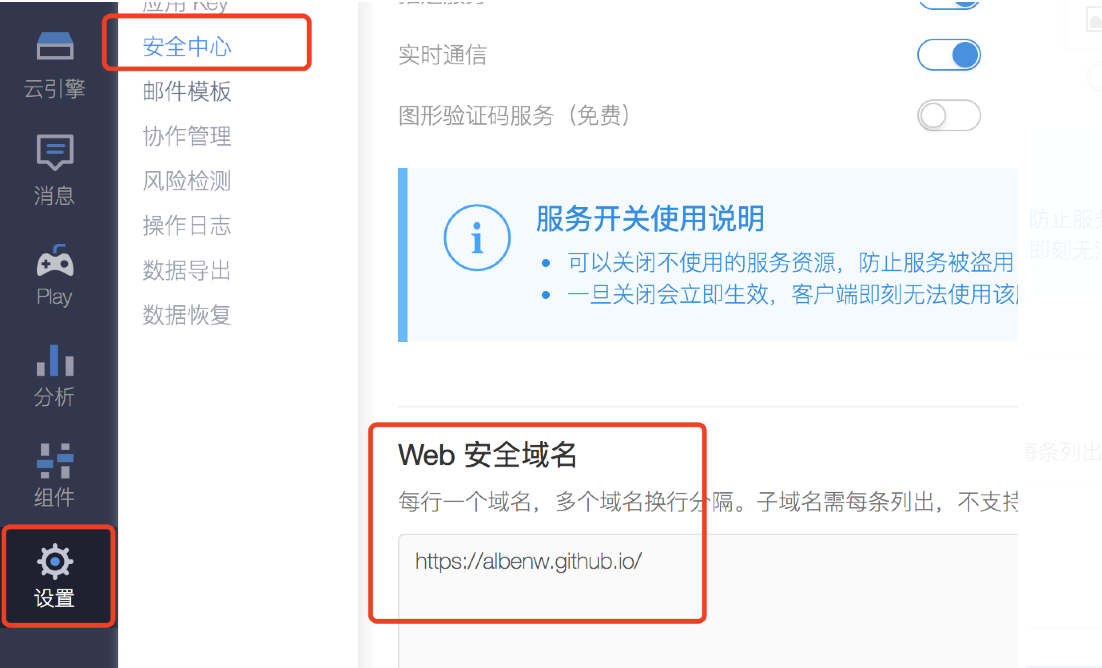 云引擎
消息
Play
分析
组件
设置
应用 Key
安全中心
邮件模板
协作管理
风险检测
操作日志
数据导出
数据恢复
推送服务
实时通信
图形验证码服务（免费）
服务开关使用说明
可以关闭不使用的服务资源，防止服务被盗用
一旦关闭会立即生效，客户端即刻无法使用该
Web 安全域名
每行一个域名，多个域名换行分隔。子域名需每条列出，不支持
https://albenw.github.io/
防止服务
即刻无法
每条列出